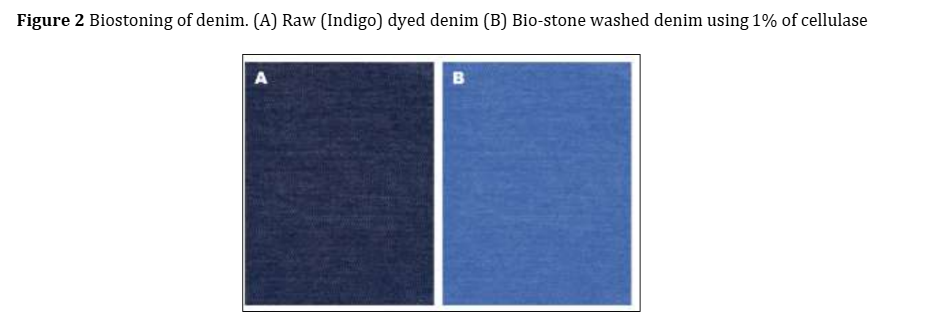 Figure 2 Biostoning of denim. (A) Raw (Indigo) dyed denim (B) Bio-stone washed denim using 1% of cellulase
A B